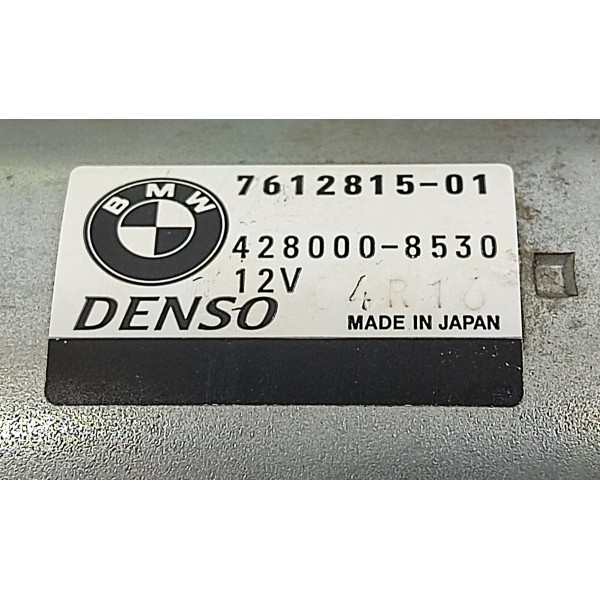 BMW
7612815-01
428000-8530
12V 4R16
DENSO MADE IN JAPAN